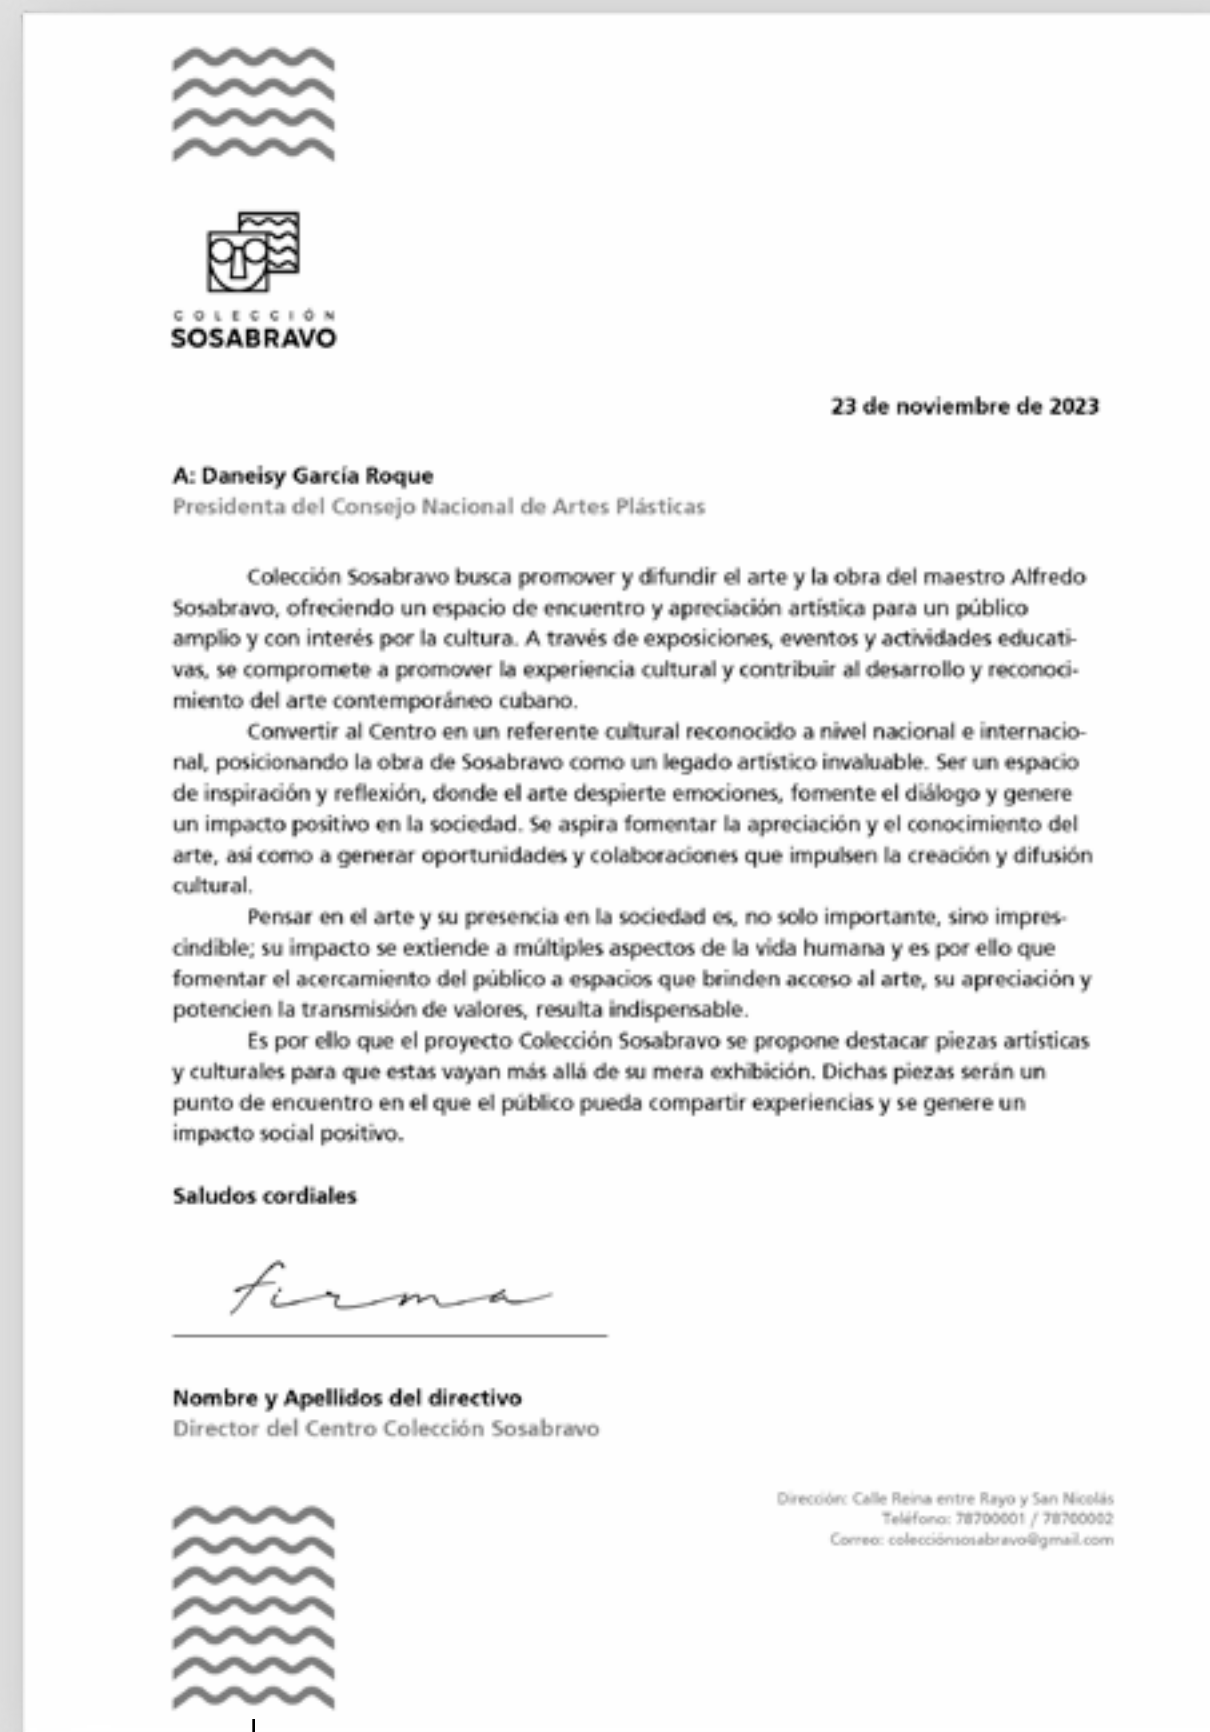 COLECCIÓN
SOSABRAVO
23 de noviembre de 2023
A: Daneisy García Roque
Presidenta del Consejo Nacional de Artes Plásticas
Colección Sosabravo busca promover y difundir el arte y la obra del maestro Alfredo
Sosabravo, ofreciendo un espacio de encuentro y apreciación artística para un público
amplio y con interés por la cultura. A través de exposiciones, eventos y actividades educati-
vas, se compromete a promover la experiencia cultural y contribuir al desarrollo y reconoci-
miento del arte contemporáneo cubano.
Convertir al Centro en un referente cultural reconocido a nivel nacional e internacio-
nal, posicionando la obra de Sosabravo como un legado artístico invaluable. Ser un espacio
de inspiración y reflexión, donde el arte despierte emociones, fomente el diálogo y genere
un impacto positivo en la sociedad. Se aspira fomentar la apreciación y el conocimiento del
arte, así como a generar oportunidades y colaboraciones que impulsen la creación y difusión
cultural.
Pensar en el arte y su presencia en la sociedad es, no solo importante, sino impres-
cindible; su impacto se extiende a múltiples aspectos de la vida humana y es por ello que
fomentar el acercamiento del público a espacios que brinden acceso al arte, su apreciación y
potencien la transmisión de valores, resulta indispensable.
Es por ello que el proyecto Colección Sosabravo se propone destacar piezas artísticas
y culturales para que estas vayan más allá de su mera exhibición. Dichas piezas serán un
punto de encuentro en el que el público pueda compartir experiencias y se genere un
impacto social positivo.
Saludos cordiales
firma
Nombre y Apellidos del directivo
Director del Centro Colección Sosabravo
Dirección: Calle Reina entre Rayo y San Nicolás
Teléfono: 78700001 / 78700002
Correo: colecciónsosabravo@gmail.com